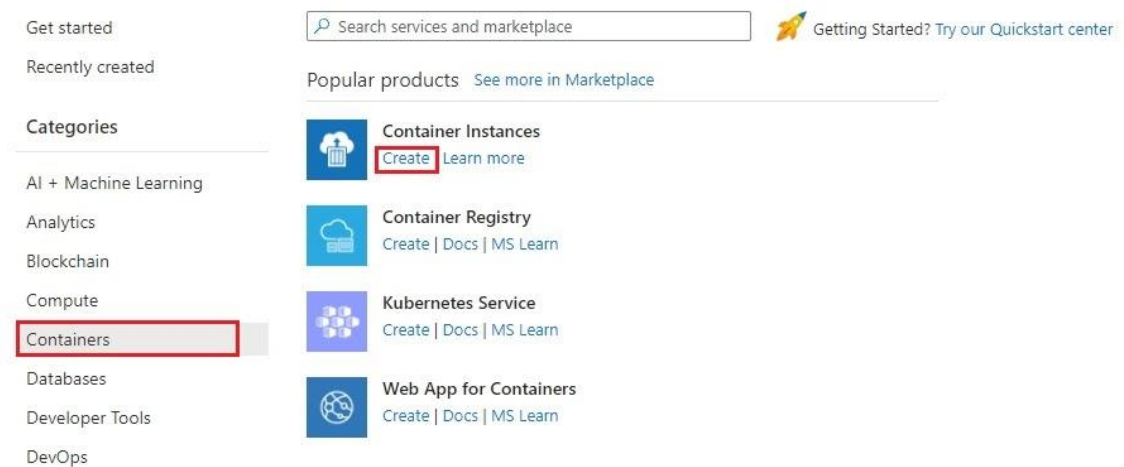 Get started
Recently created
Categories
AI + Machine Learning
Analytics
Blockchain
Compute
Containers
Databases
Developer Tools
DevOps
Search services and marketplace
Getting Started? Try our Quickstart center
Popular products See more in Marketplace
Container Instances
Create | Learn more
Container Registry
Create | Docs | MS Learn
Kubernetes Service
Create | Docs | MS Learn
Web App for Containers
Create | Docs | MS Learn